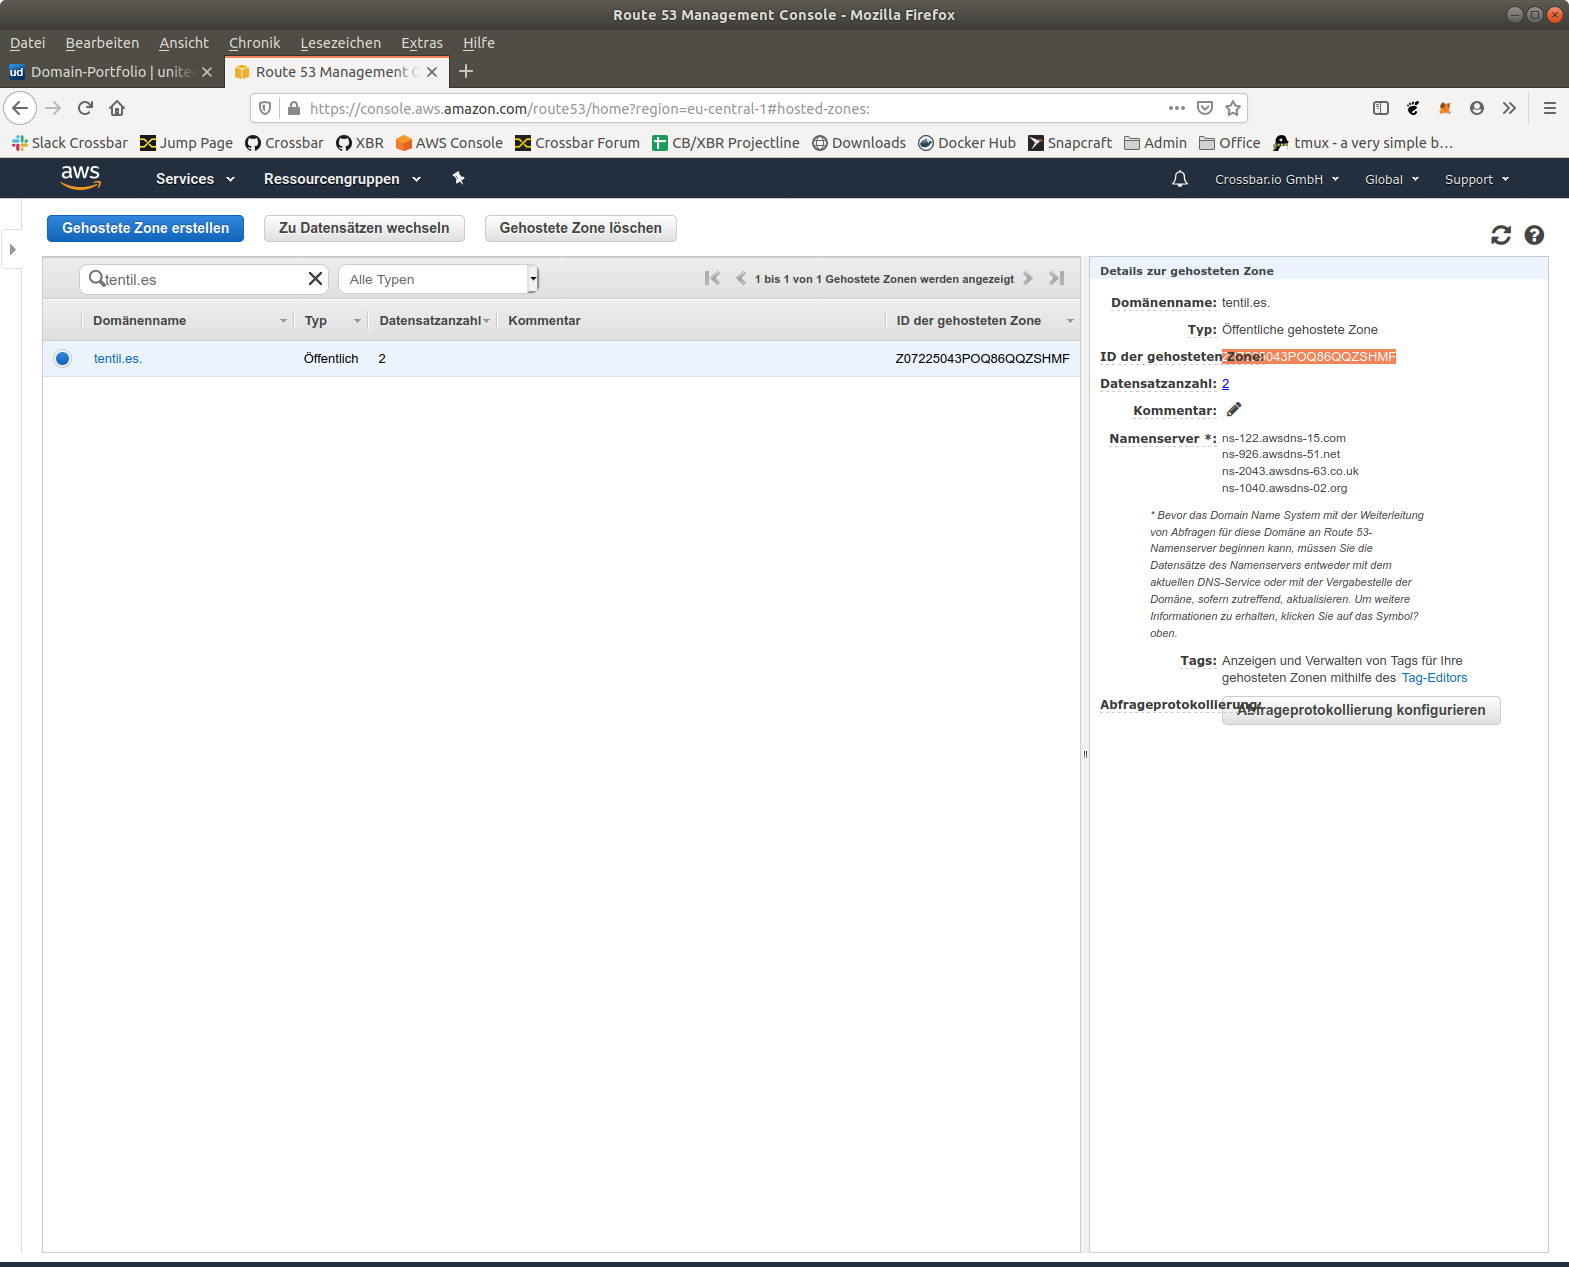 Route 53 Management Console - Mozilla Firefox
Datei Bearbeiten Ansicht Chronik Lesezeichen Extras Hilfe
ud Domain-Portfolio | unite
Route 53 Management C
https://console.aws.amazon.com/route53/home?region=eu-central-1#hosted-zones:
Slack Crossbar Jump Page Crossbar XBR AWS Console Crossbar Forum CB/XBR Projectline Downloads Docker Hub Snapcraft Admin Office tmux - a very simple b…
aws Services Ressourcengruppen Crossbar.io GmbH Global Support
Gehostete Zone erstellen Zu Datensätzen wechseln Gehostete Zone löschen
tentil.es Alle Typen 1 bis 1 von 1 Gehostete Zonen werden angezeigt
Domänenname Typ Datensatzanzahl Kommentar ID der gehosteten Zone
tentil.es. Öffentlich 2 Z07225043POQ86QQZSHMF
Details zur gehosteten Zone
Domänenname: tentil.es.
Typ: Öffentliche gehostete Zone
ID der gehosteten Zone: Z07225043POQ86QQZSHMF
Datensatzanzahl: 2
Kommentar:
Namenserver *: ns-122.awsdns-15.com
ns-926.awsdns-51.net
ns-2043.awsdns-63.co.uk
ns-1040.awsdns-02.org
* Bevor das Domain Name System mit der Weiterleitung
von Abfragen für diese Domäne an Route 53-
Namenserver beginnen kann, müssen Sie die
Datensätze des Namenservers entweder mit dem
aktuellen DNS-Service oder mit der Vergabestelle der
Domäne, sofern zutreffend, aktualisieren. Um weitere
Informationen zu erhalten, klicken Sie auf das Symbol?
oben.
Tags: Anzeigen und Verwalten von Tags für Ihre
gehosteten Zonen mithilfe des Tag-Editors
Abfrageprotokollierung: Abfrageprotokollierung konfigurieren